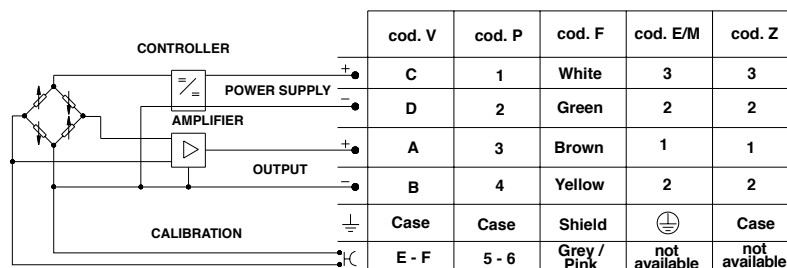 cod. V cod. P cod. F cod. E/M cod. Z
CONTROLLER
+ C 1 White 3 3
POWER SUPPLY
- D 2 Green 2 2
AMPLIFIER
+ A 3 Brown 1 1
OUTPUT
- B 4 Yellow 2 2
Case Case Shield Case
CALIBRATION
E - F 5 - 6 Grey / Pink not available not available